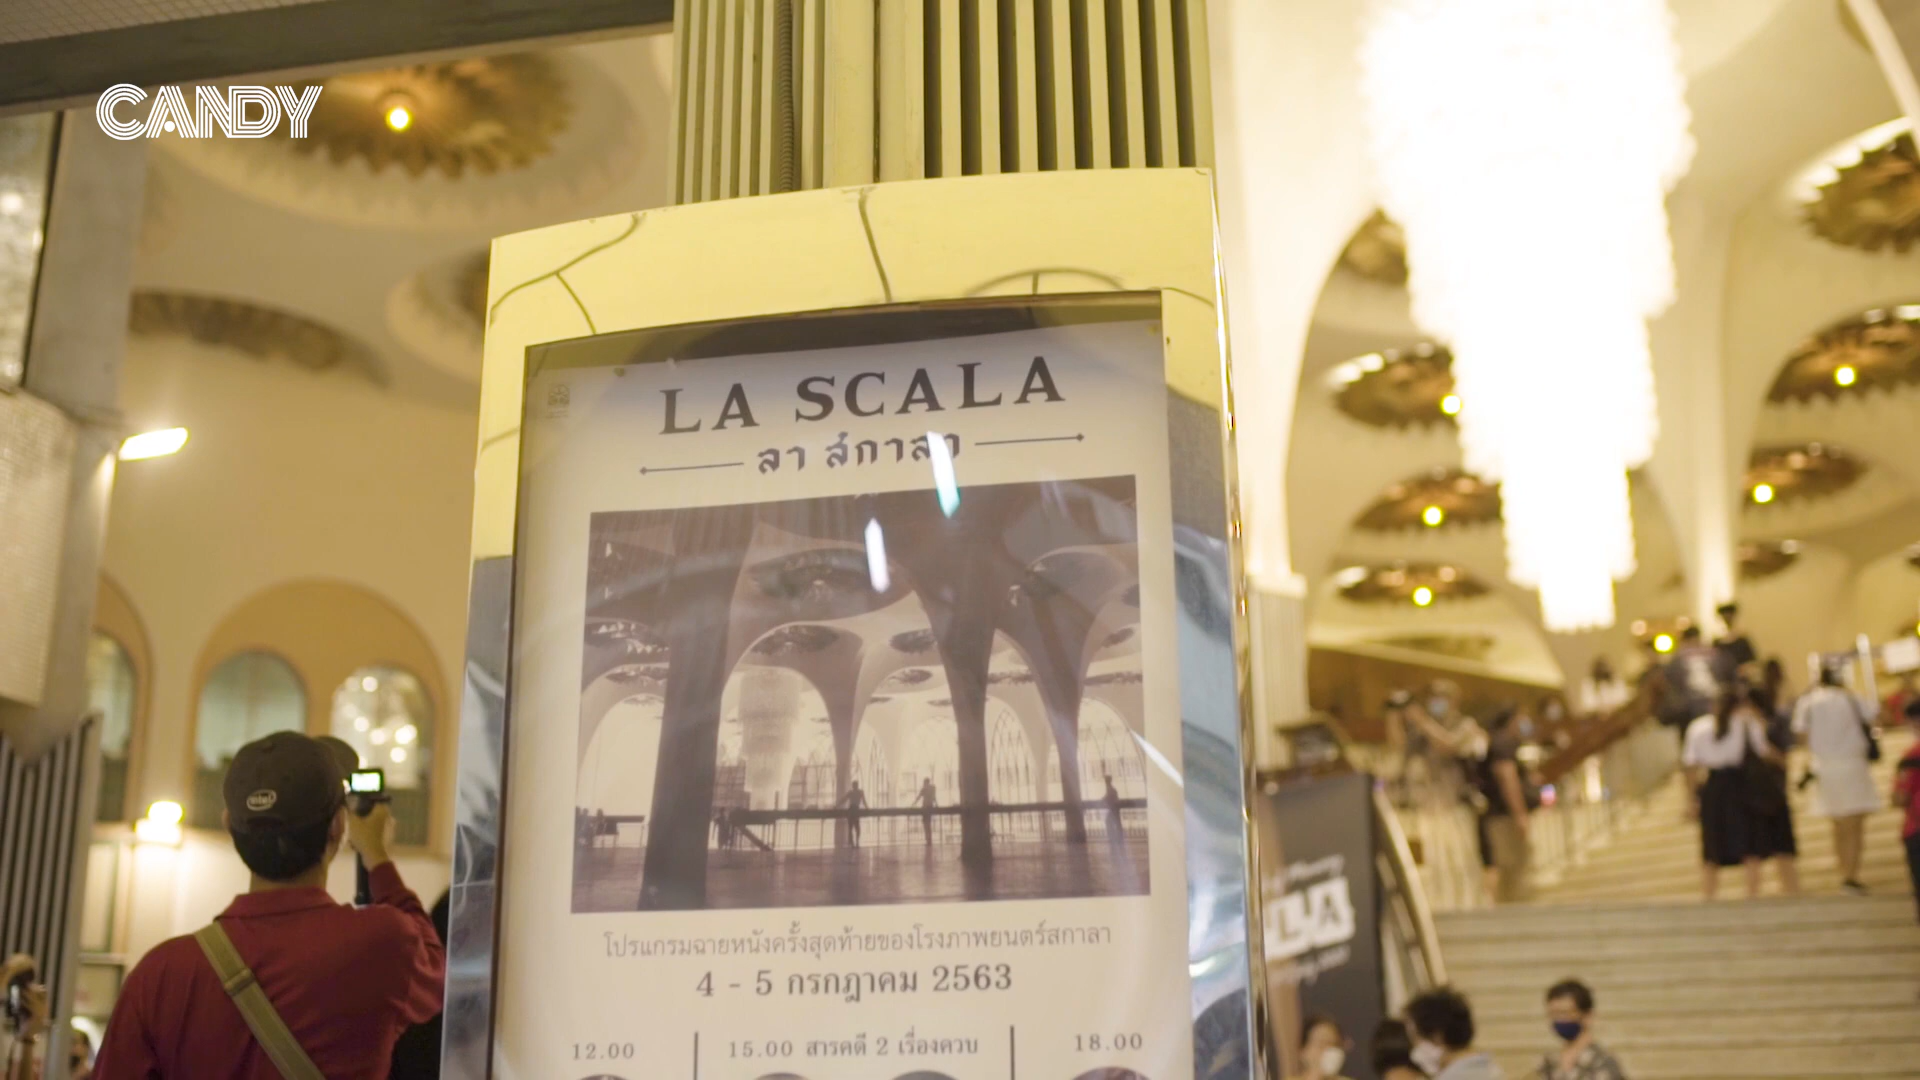 CANDY
LA SCALA
ลา สกาลา
โปรแกรมฉายหนังครั้งสุดท้ายของโรงภาพยนตร์สกาลา
4 - 5 กรกฎาคม 2563
12.00
15.00 สารคดี 2 เรื่องควบ
18.00
intel